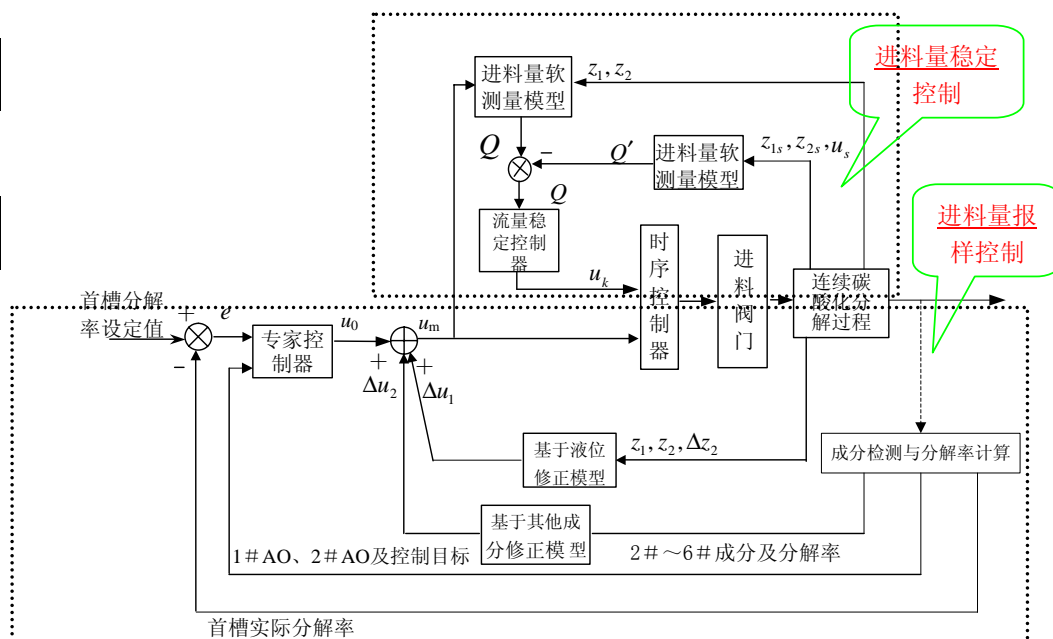 进料量软
测量模型
z₁, z₂
进料量稳定
控制
Q
−
Q′
进料量软
测量模型
z₁ₛ, z₂ₛ, uₛ
Q
流量稳
定控制
器
uₖ
时序控制器
进料阀门
连续碳
酸化分
解过程
进料量报
样控制
首槽分解
率设定值
+
−
e
专家控
制器
u₀
uₘ
+
Δu₂
+
Δu₁
基于液位
修正模型
z₁, z₂, Δz₂
成分检测与分解率计算
基于其他成
分修正模型
1#AO、2#AO及控制目标
2#～6#成分及分解率
首槽实际分解率